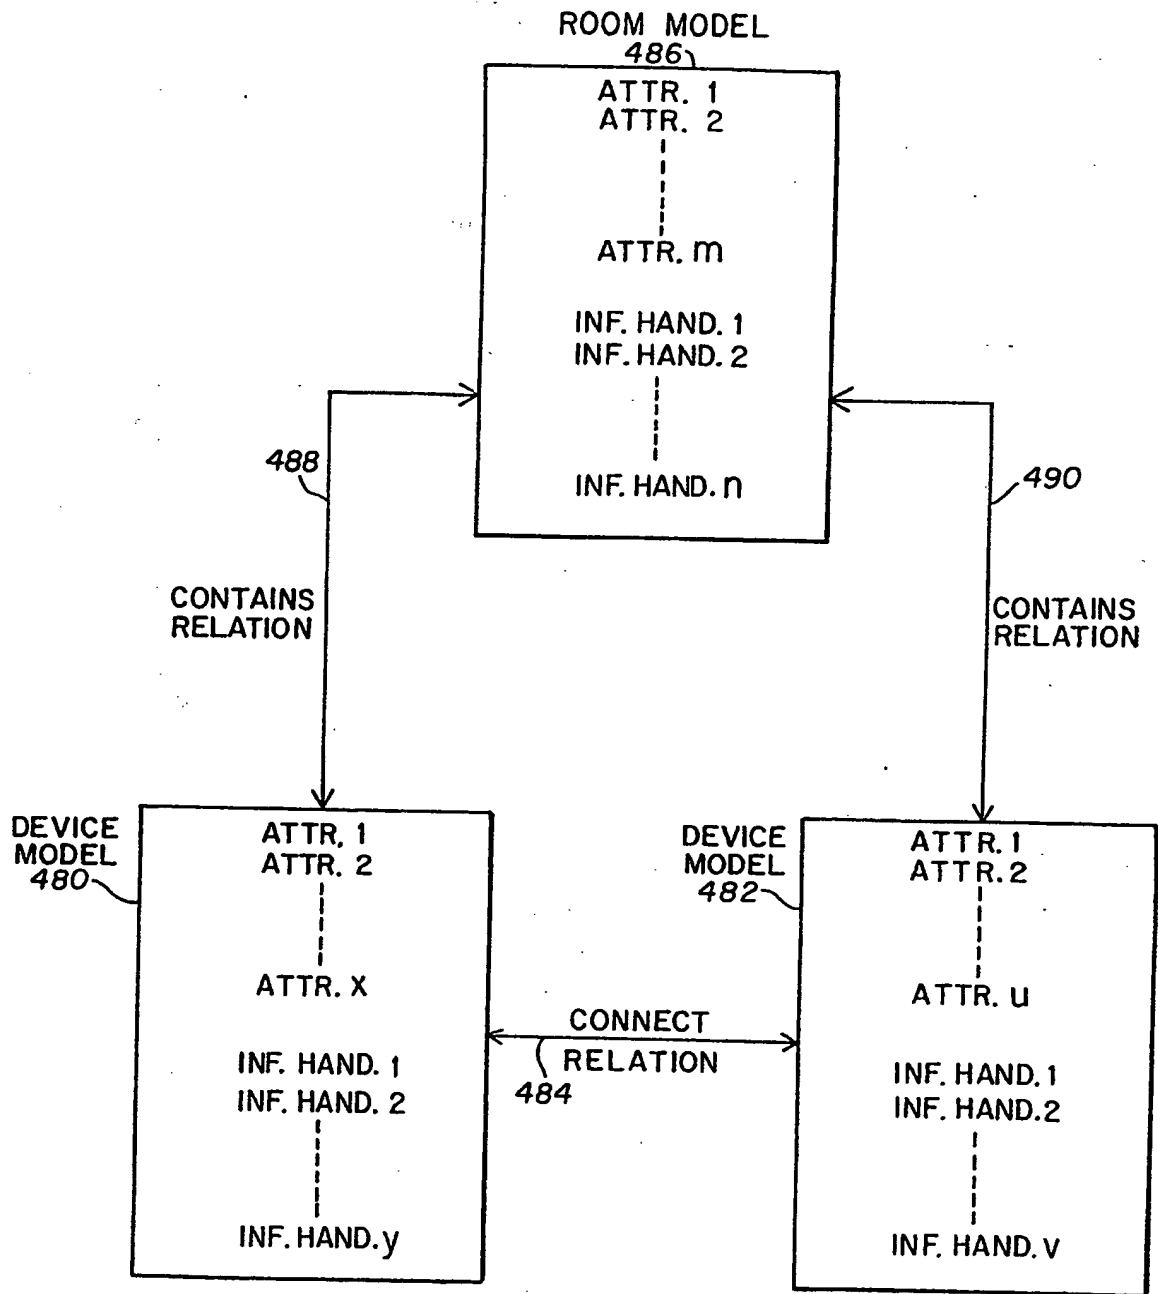 ROOM MODEL
486
ATTR. 1
ATTR. 2
ATTR. m
INF. HAND. 1
INF. HAND. 2
INF. HAND. n
488
490
CONTAINS
RELATION
CONTAINS
RELATION
DEVICE
MODEL
480
ATTR. 1
ATTR. 2
ATTR. x
INF. HAND. 1
INF. HAND. 2
INF. HAND. y
CONNECT
RELATION
484
DEVICE
MODEL
482
ATTR. 1
ATTR. 2
ATTR. u
INF. HAND. 1
INF. HAND. 2
INF. HAND. v